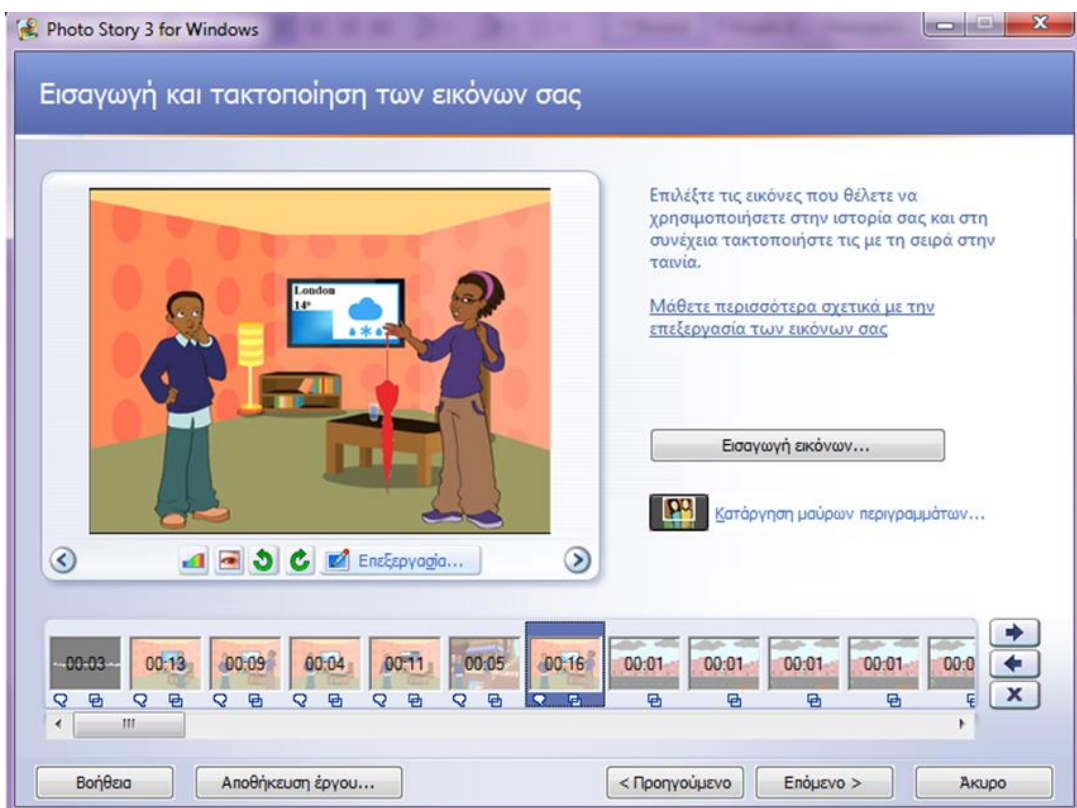 Photo Story 3 for Windows
Εισαγωγή και τακτοποίηση των εικόνων σας
London
14°
Επιλέξτε τις εικόνες που θέλετε να
χρησιμοποιήσετε στην ιστορία σας και στη
συνέχεια τακτοποιήστε τις με τη σειρά στην
ταινία.
Μάθετε περισσότερα σχετικά με την
επεξεργασία των εικόνων σας
Εισαγωγή εικόνων...
Κατάργηση μαύρων περιγραμμάτων...
Επεξεργασία...
00:03 00:13 00:09 00:04 00:11 00:05 00:16 00:01 00:01 00:01 00:01 00:0
Βοήθεια Αποθήκευση έργου... < Προηγούμενο Επόμενο > Άκυρο